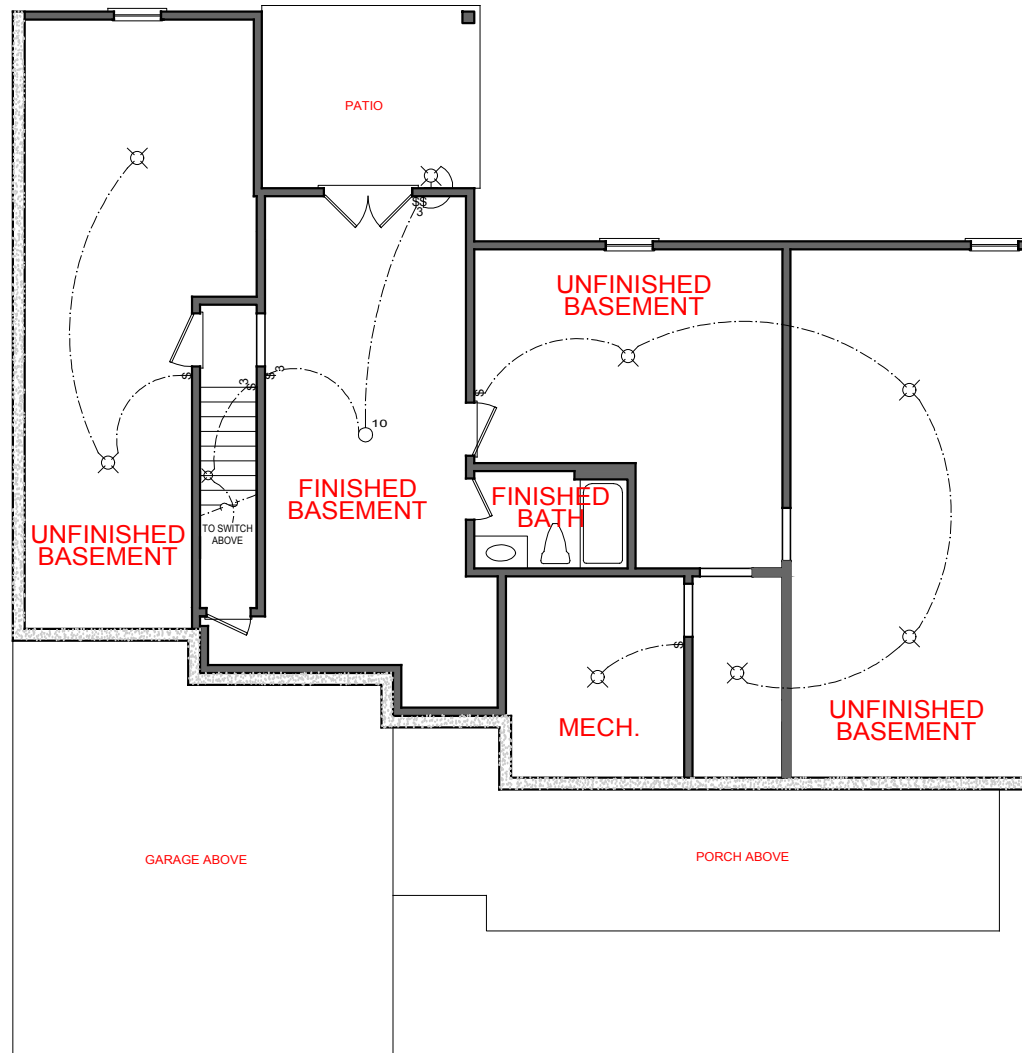 PATIO
$$
3
UNFINISHED
BASEMENT
$
$3
$3
$
10
FINISHED
BASEMENT
FINISHED
BATH
UNFINISHED
BASEMENT
TO SWITCH
ABOVE
$
MECH.
UNFINISHED
BASEMENT
GARAGE ABOVE
PORCH ABOVE